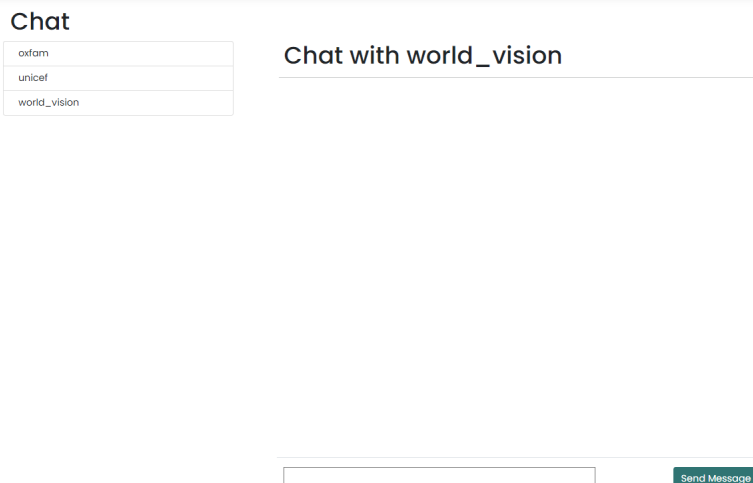 Chat
oxfam
unicef
world_vision
Chat with world_vision
Send Message